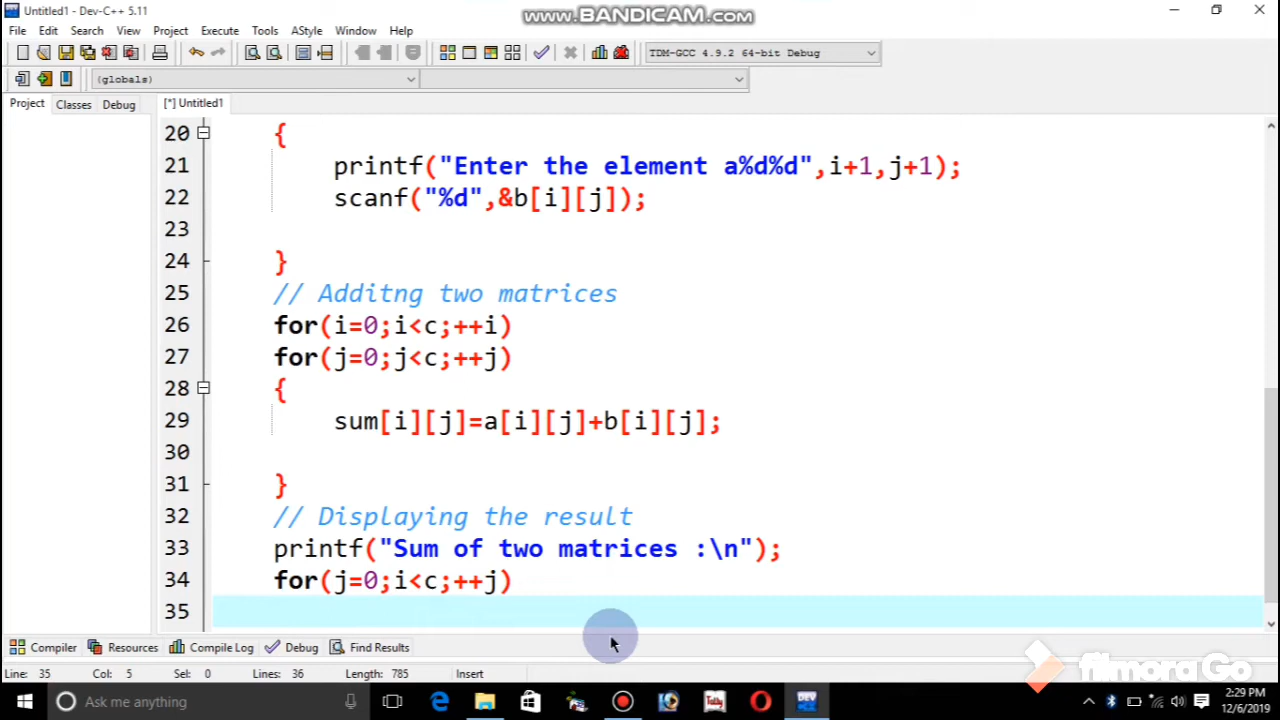 Untitled1 - Dev-C++ 5.11
www.BANDICAM.com
File Edit Search View Project Execute Tools AStyle Window Help
TDM-GCC 4.9.2 64-bit Debug
(globals)
Project Classes Debug [*] Untitled1
20 {
21 printf("Enter the element a%d%d",i+1,j+1);
22 scanf("%d",&b[i][j]);
23
24 }
25 // Additng two matrices
26 for(i=0;i<c;++i)
27 for(j=0;j<c;++j)
28 {
29 sum[i][j]=a[i][j]+b[i][j];
30
31 }
32 // Displaying the result
33 printf("Sum of two matrices :\n");
34 for(j=0;i<c;++j)
35
Compiler Resources Compile Log Debug Find Results
filmora Go
Line: 35 Col: 5 Sel: 0 Lines: 36 Length: 785 Insert
Ask me anything
2:29 PM
12/6/2019